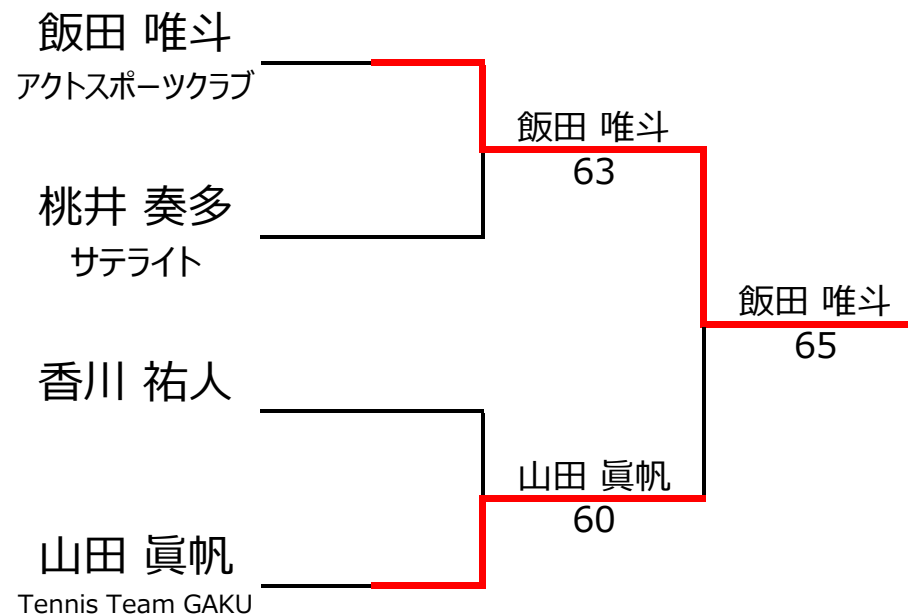 飯田 唯斗
アクトスポーツクラブ
桃井 奏多
サテライト
香川 祐人
山田 眞帆
Tennis Team GAKU
飯田 唯斗
63
山田 眞帆
60
飯田 唯斗
65